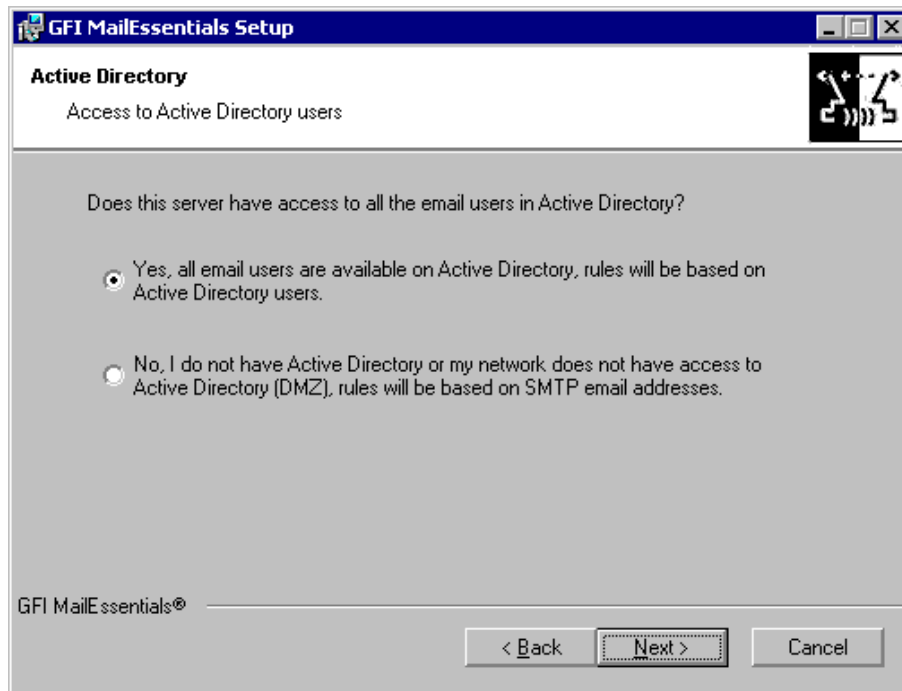 GFI MailEssentials Setup
Active Directory
Access to Active Directory users
Does this server have access to all the email users in Active Directory?
Yes, all email users are available on Active Directory, rules will be based on
Active Directory users.
No, I do not have Active Directory or my network does not have access to
Active Directory (DMZ), rules will be based on SMTP email addresses.
GFI MailEssentials®
< Back
Next >
Cancel